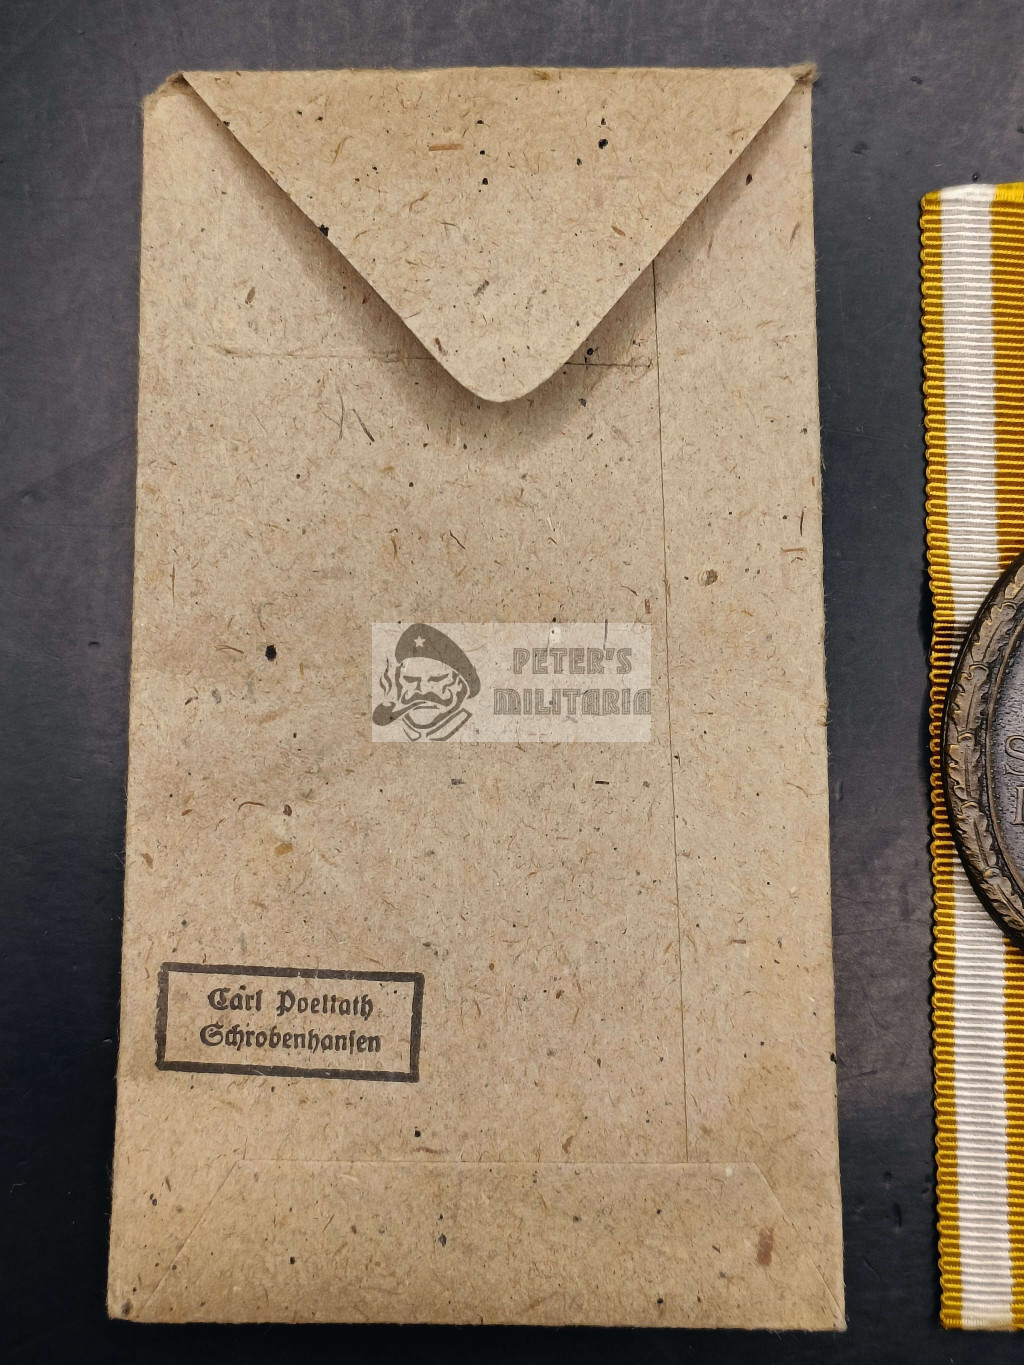 PETER'S
MILITARIA
Carl Poellath
Schrobenhausen